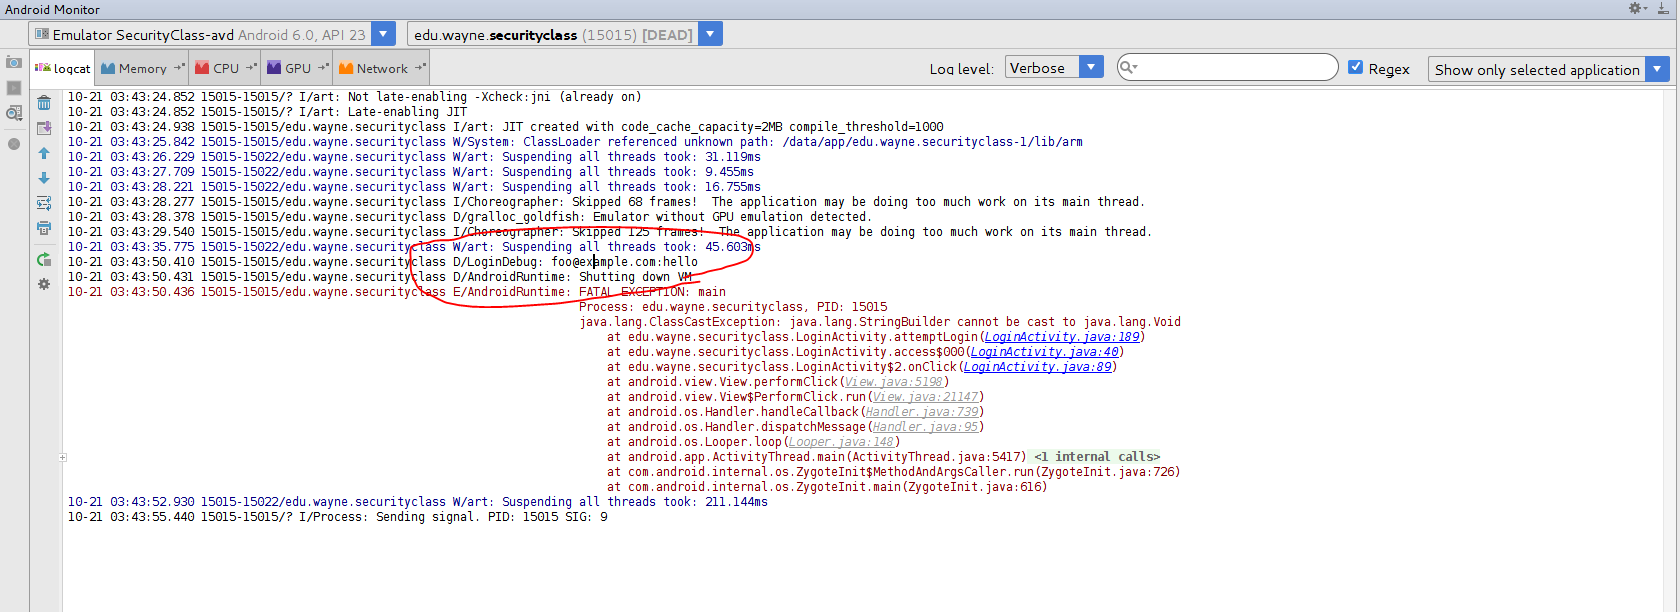 Android Monitor
Emulator SecurityClass-avd Android 6.0, API 23 edu.wayne.securityclass (15015) [DEAD]
logcat Memory CPU GPU Network Log level: Verbose Regex Show only selected application
10-21 03:43:24.852 15015-15015/? I/art: Not late-enabling -Xcheck:jni (already on)
10-21 03:43:24.852 15015-15015/? I/art: Late-enabling JIT
10-21 03:43:24.938 15015-15015/edu.wayne.securityclass I/art: JIT created with code_cache_capacity=2MB compile_threshold=1000
10-21 03:43:25.842 15015-15015/edu.wayne.securityclass W/System: ClassLoader referenced unknown path: /data/app/edu.wayne.securityclass-1/lib/arm
10-21 03:43:26.229 15015-15022/edu.wayne.securityclass W/art: Suspending all threads took: 31.119ms
10-21 03:43:27.709 15015-15022/edu.wayne.securityclass W/art: Suspending all threads took: 9.455ms
10-21 03:43:28.221 15015-15022/edu.wayne.securityclass W/art: Suspending all threads took: 16.755ms
10-21 03:43:28.277 15015-15015/edu.wayne.securityclass I/Choreographer: Skipped 68 frames!  The application may be doing too much work on its main thread.
10-21 03:43:28.378 15015-15015/edu.wayne.securityclass D/gralloc_goldfish: Emulator without GPU emulation detected.
10-21 03:43:29.540 15015-15015/edu.wayne.securityclass I/Choreographer: Skipped 125 frames!  The application may be doing too much work on its main thread.
10-21 03:43:35.775 15015-15022/edu.wayne.securityclass W/art: Suspending all threads took: 45.603ms
10-21 03:43:50.410 15015-15015/edu.wayne.securityclass D/LoginDebug: foo@example.com:hello
10-21 03:43:50.431 15015-15015/edu.wayne.securityclass D/AndroidRuntime: Shutting down VM
10-21 03:43:50.436 15015-15015/edu.wayne.securityclass E/AndroidRuntime: FATAL EXCEPTION: main
Process: edu.wayne.securityclass, PID: 15015
java.lang.ClassCastException: java.lang.StringBuilder cannot be cast to java.lang.Void
at edu.wayne.securityclass.LoginActivity.attemptLogin(LoginActivity.java:189)
at edu.wayne.securityclass.LoginActivity.access$000(LoginActivity.java:40)
at edu.wayne.securityclass.LoginActivity$2.onClick(LoginActivity.java:89)
at android.view.View.performClick(View.java:5198)
at android.view.View$PerformClick.run(View.java:21147)
at android.os.Handler.handleCallback(Handler.java:739)
at android.os.Handler.dispatchMessage(Handler.java:95)
at android.os.Looper.loop(Looper.java:148)
at android.app.ActivityThread.main(ActivityThread.java:5417) <1 internal calls>
at com.android.internal.os.ZygoteInit$MethodAndArgsCaller.run(ZygoteInit.java:726)
at com.android.internal.os.ZygoteInit.main(ZygoteInit.java:616)
10-21 03:43:52.930 15015-15022/edu.wayne.securityclass W/art: Suspending all threads took: 211.144ms
10-21 03:43:55.440 15015-15015/? I/Process: Sending signal. PID: 15015 SIG: 9